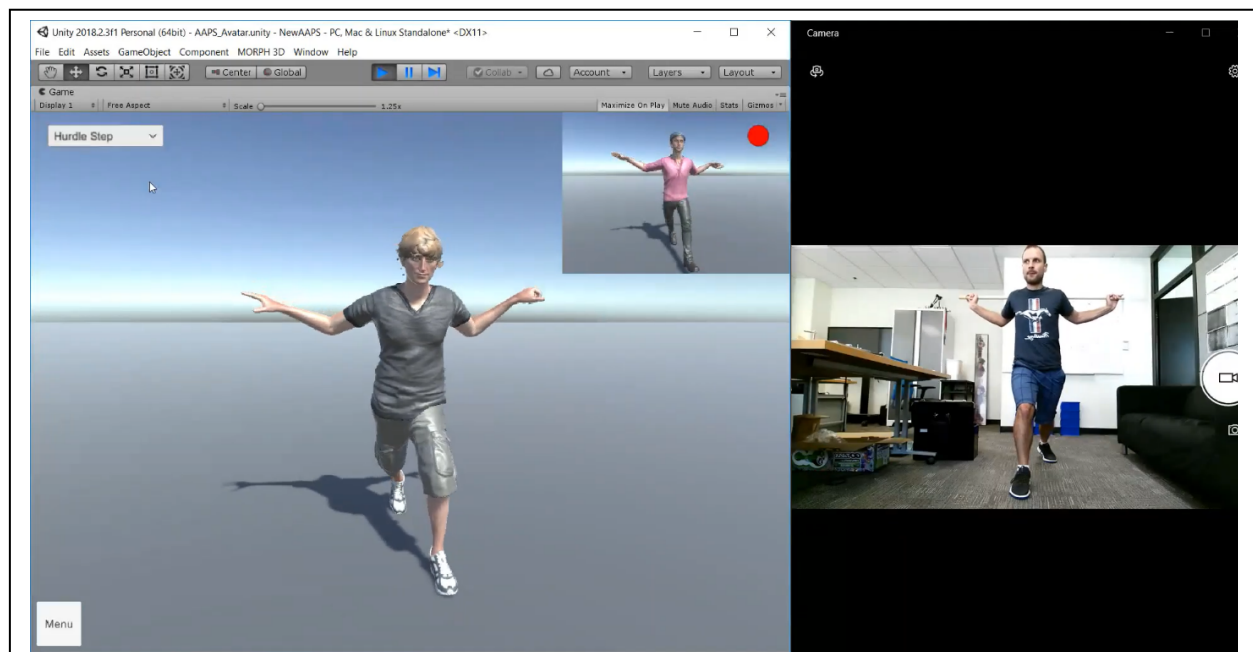 Unity 2018.2.3f1 Personal (64bit) - AAPS_Avatar.unity - NewAAPS - PC, Mac & Linux Standalone* <DX11>
File Edit Assets GameObject Component MORPH 3D Window Help
Center Global Collab Account Layers Layout
Game
Display 1 Free Aspect Scale 1.25x Maximize On Play Mute Audio Stats Gizmos
Hurdle Step
Menu
Camera